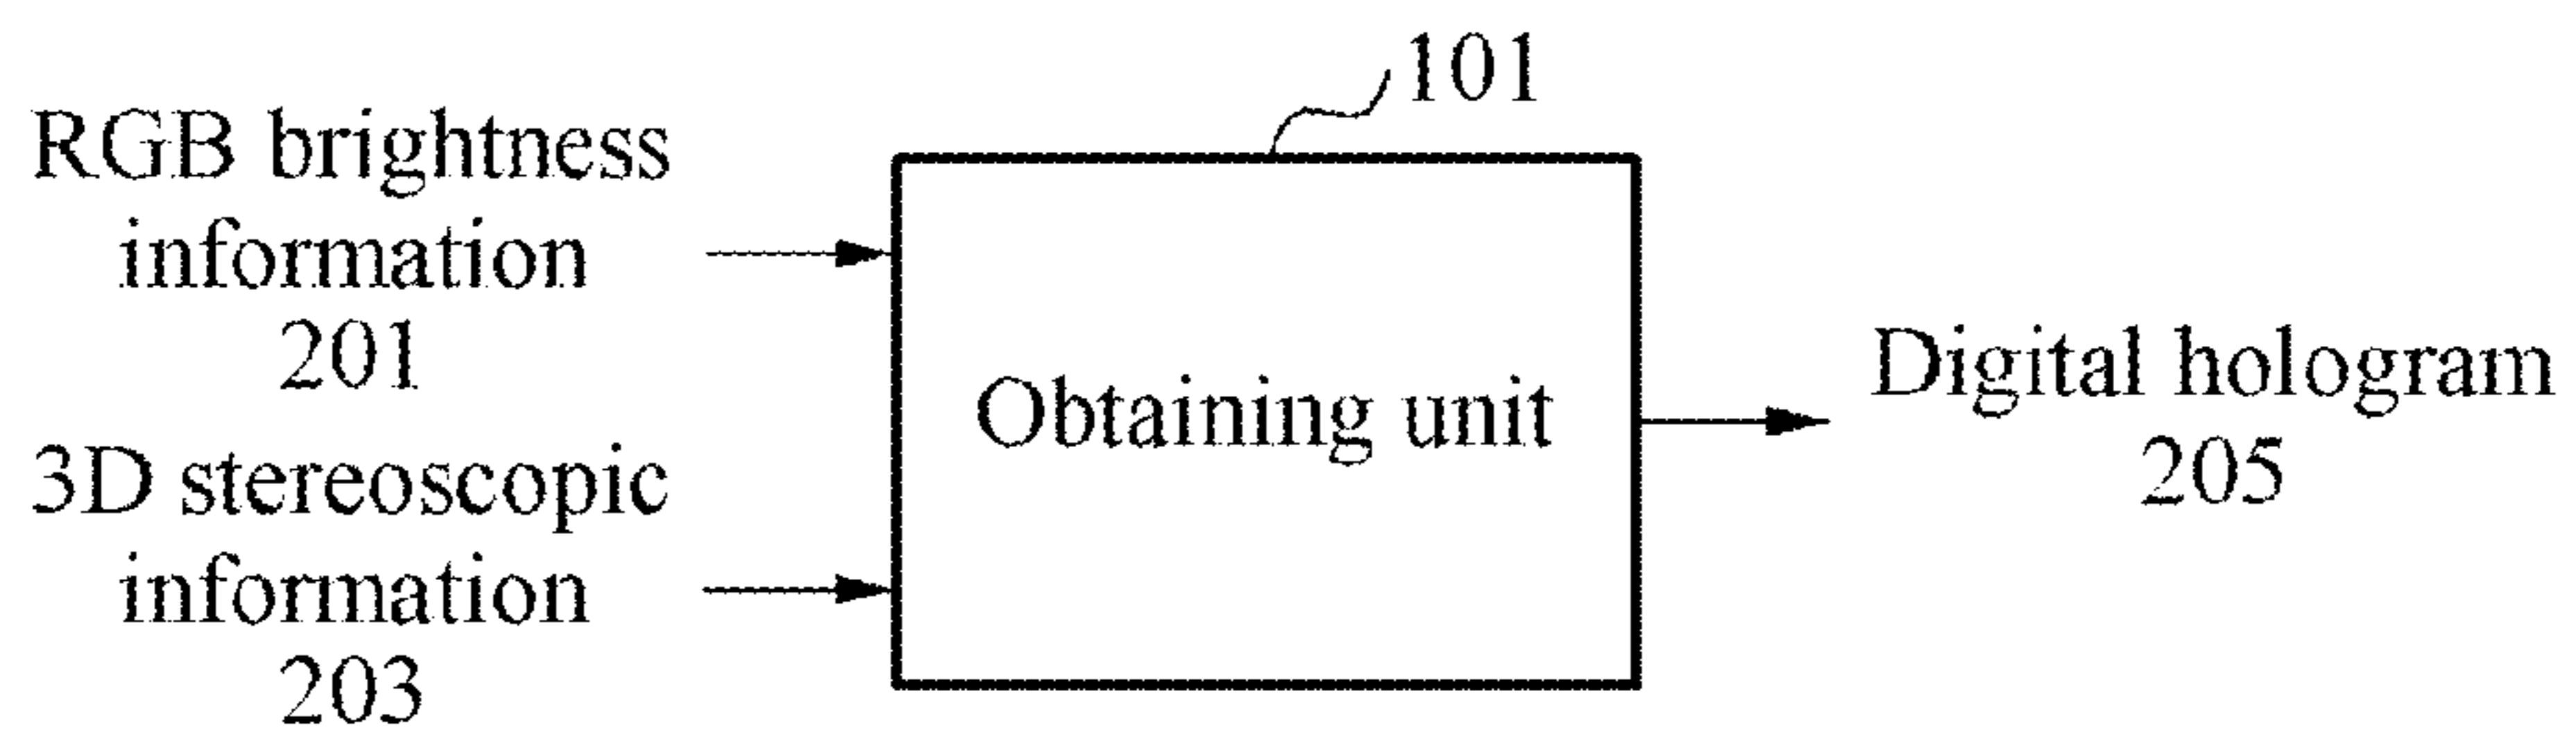 101
RGB brightness
information
201
3D stereoscopic
information
203
Obtaining unit
Digital hologram
205